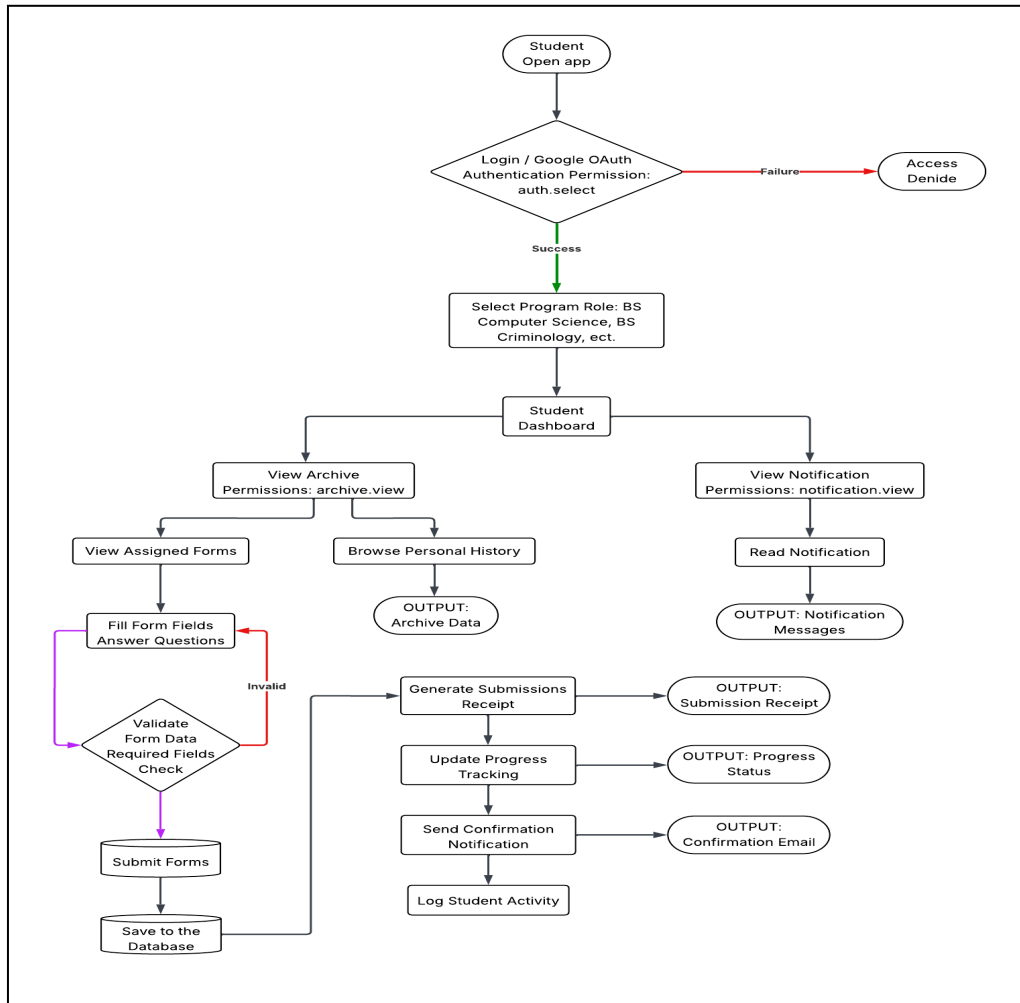 Student
Open app
Login / Google OAuth
Authentication Permission:
auth.select
Failure
Access
Denide
Success
Select Program Role: BS
Computer Science, BS
Criminology, ect.
Student
Dashboard
View Archive
Permissions: archive.view
View Notification
Permissions: notification.view
View Assigned Forms
Browse Personal History
Read Notification
Fill Form Fields
Answer Questions
OUTPUT:
Archive Data
OUTPUT: Notification
Messages
Invalid
Validate
Form Data
Required Fields
Check
Generate Submissions
Receipt
OUTPUT:
Submission Receipt
Update Progress
Tracking
OUTPUT: Progress
Status
Send Confirmation
Notification
OUTPUT:
Confirmation Email
Submit Forms
Log Student Activity
Save to the
Database